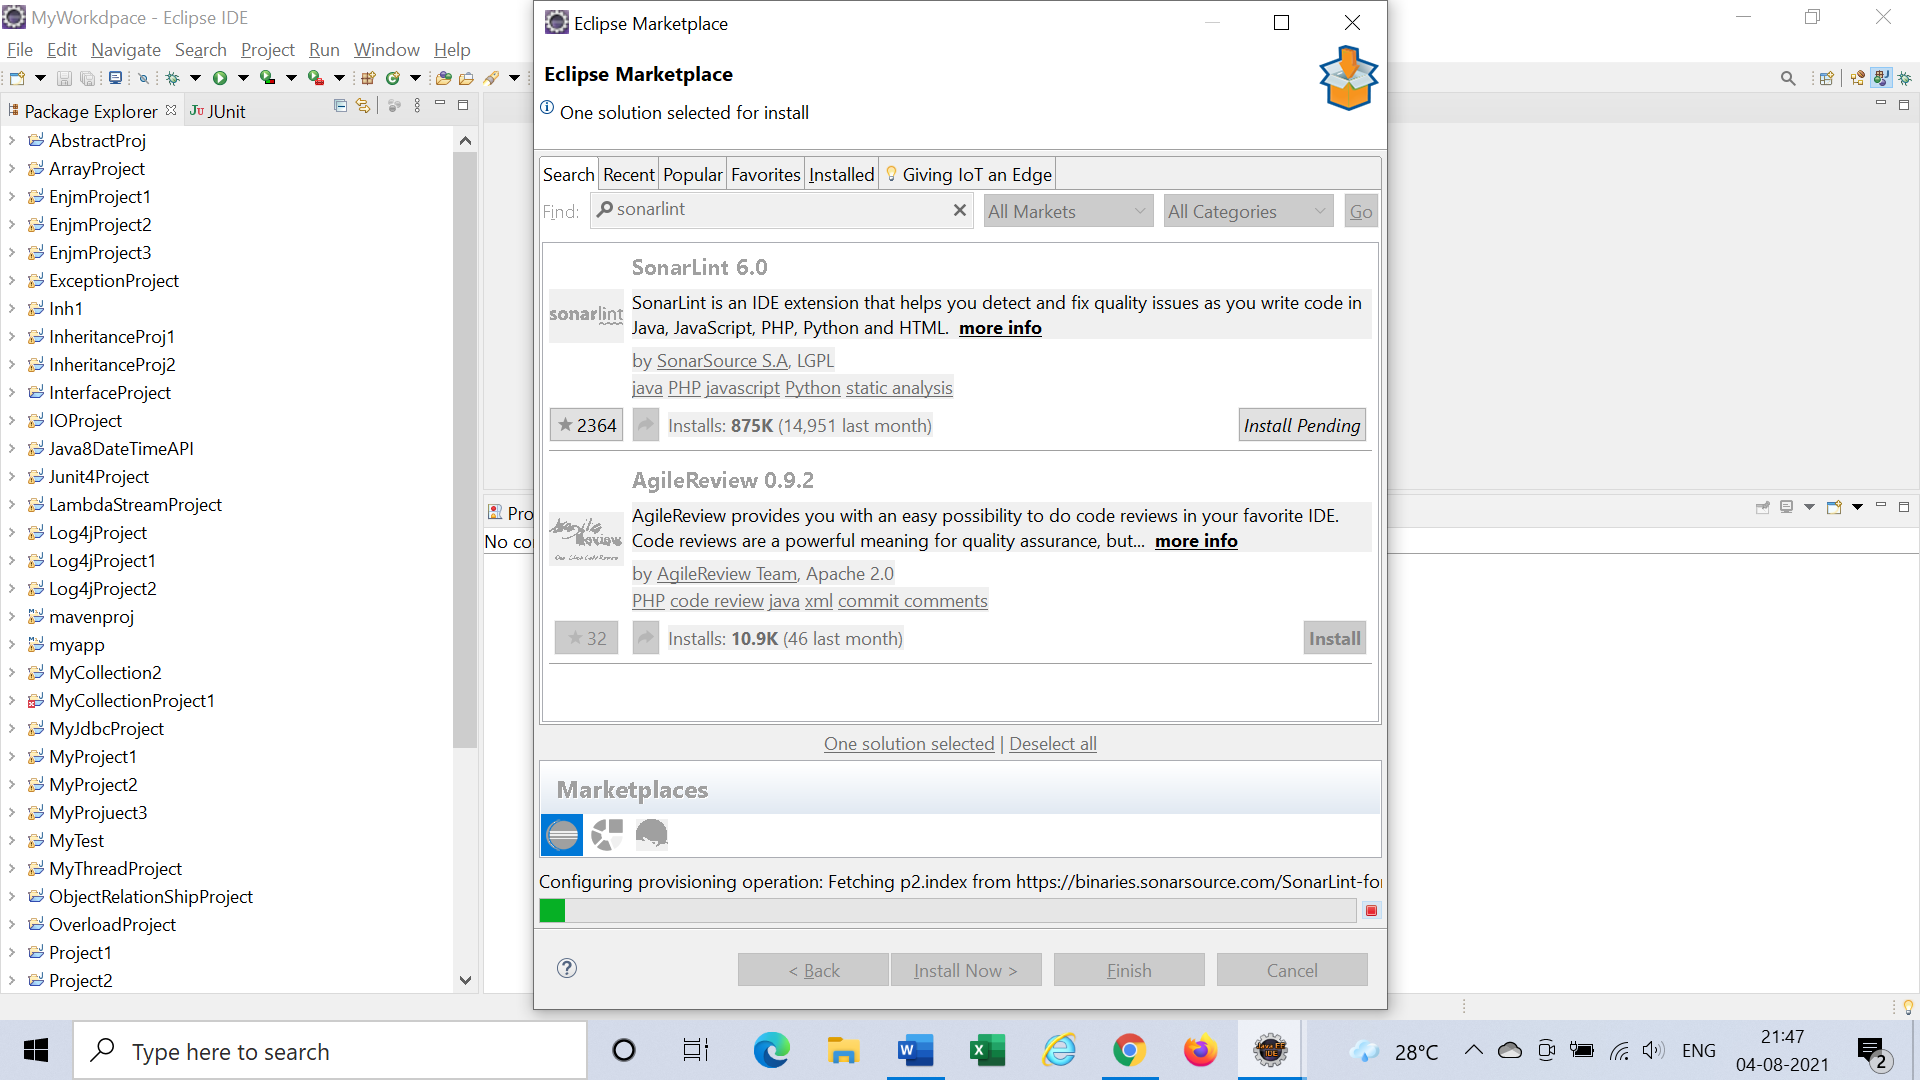 MyWorkdpace - Eclipse IDE
File Edit Navigate Search Project Run Window Help
Package Explorer
JUnit
AbstractProj
ArrayProject
EnjmProject1
EnjmProject2
EnjmProject3
ExceptionProject
Inh1
InheritanceProj1
InheritanceProj2
InterfaceProject
IOProject
Java8DateTimeAPI
Junit4Project
LambdaStreamProject
Log4jProject
Log4jProject1
Log4jProject2
mavenproj
myapp
MyCollection2
MyCollectionProject1
MyJdbcProject
MyProject1
MyProject2
MyProjuect3
MyTest
MyThreadProject
ObjectRelationShipProject
OverloadProject
Project1
Project2
Pro
No co
Eclipse Marketplace
Eclipse Marketplace
One solution selected for install
Search Recent Popular Favorites Installed Giving IoT an Edge
Find: sonarlint All Markets All Categories Go
SonarLint 6.0
sonarlint
SonarLint is an IDE extension that helps you detect and fix quality issues as you write code in
Java, JavaScript, PHP, Python and HTML. more info
by SonarSource S.A, LGPL
java PHP javascript Python static analysis
2364 Installs: 875K (14,951 last month) Install Pending
AgileReview 0.9.2
AgileReview provides you with an easy possibility to do code reviews in your favorite IDE.
Code reviews are a powerful meaning for quality assurance, but... more info
by AgileReview Team, Apache 2.0
PHP code review java xml commit comments
32 Installs: 10.9K (46 last month) Install
One solution selected | Deselect all
Marketplaces
Configuring provisioning operation: Fetching p2.index from https://binaries.sonarsource.com/SonarLint-for
< Back Install Now > Finish Cancel
Type here to search
28°C
ENG
21:47
04-08-2021
2